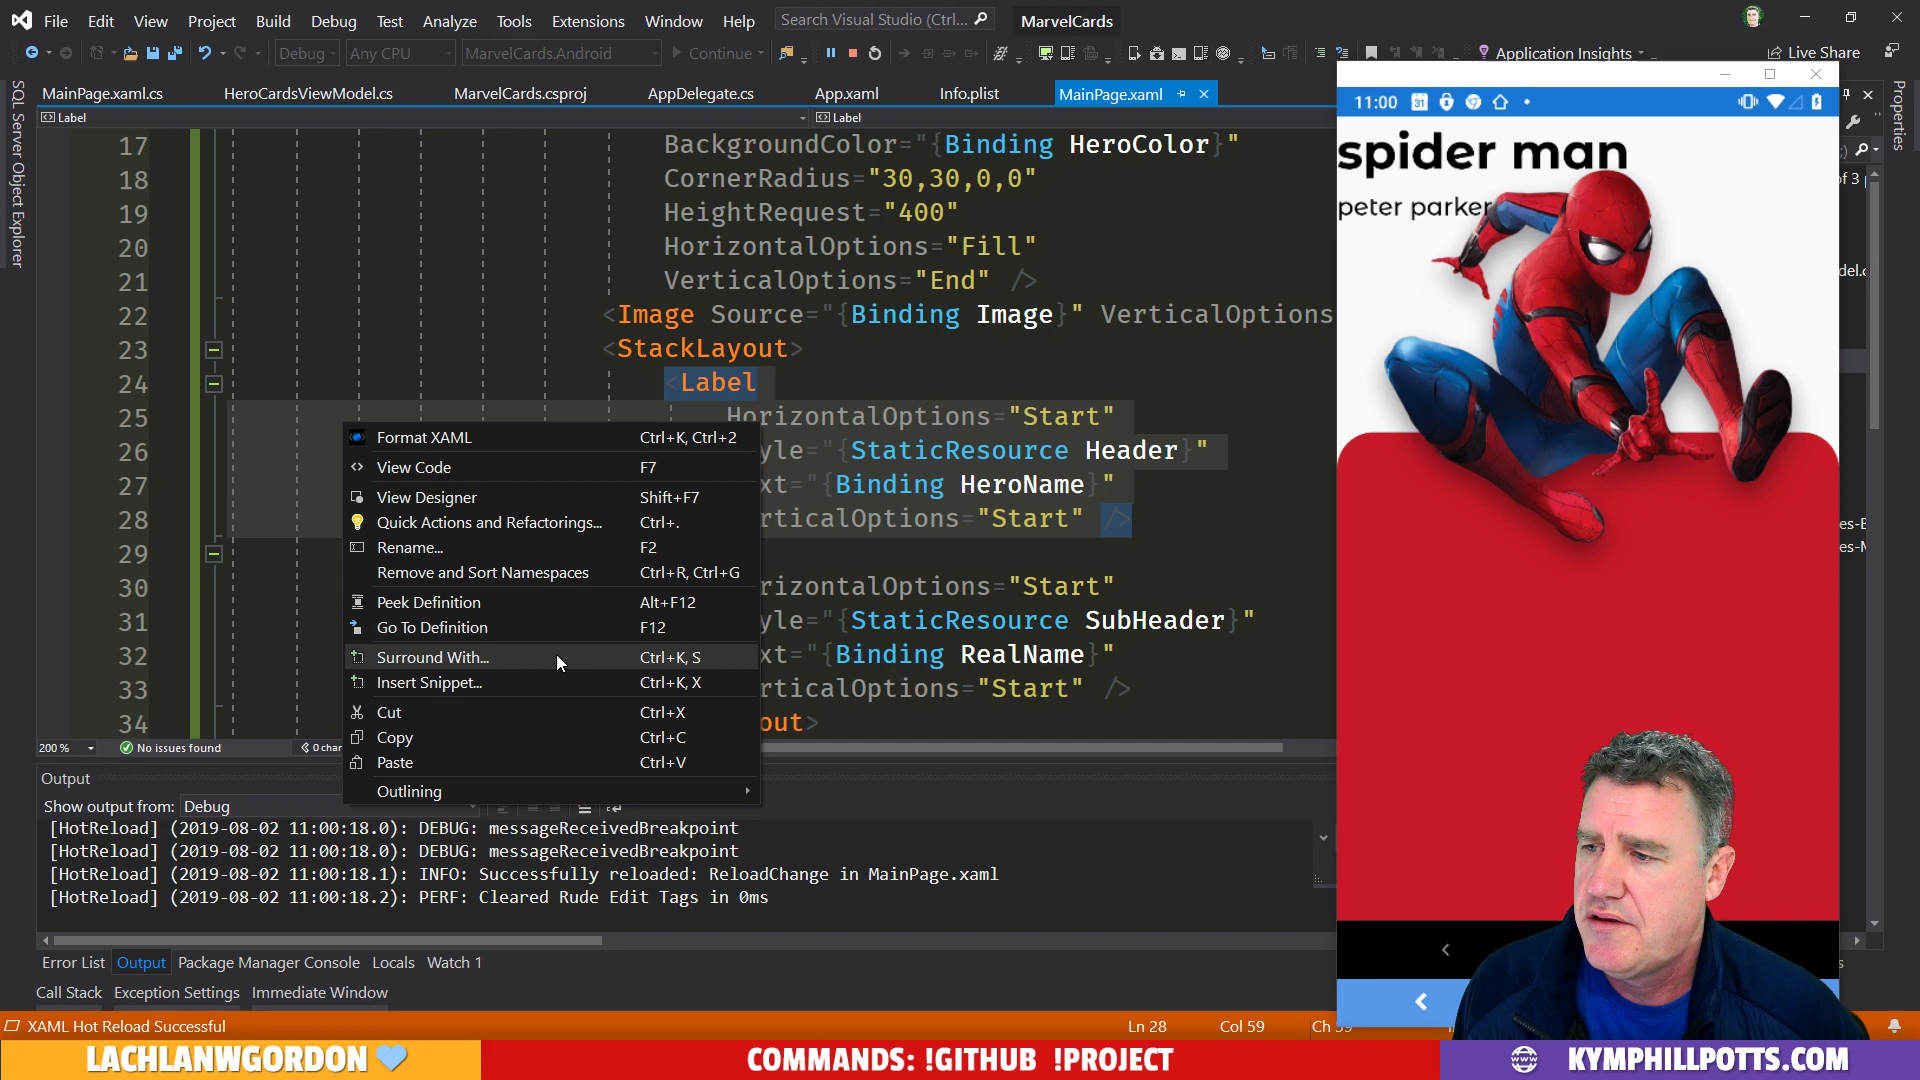 File Edit View Project Build Debug Test Analyze Tools Extensions Window Help Search Visual Studio (Ctrl... MarvelCards
Debug Any CPU MarvelCards.Android Continue Application Insights Live Share
MainPage.xaml.cs HeroCardsViewModel.cs MarvelCards.csproj AppDelegate.cs App.xaml Info.plist MainPage.xaml
Label Label
SQL Server Object Explorer
Properties
17 BackgroundColor="{Binding HeroColor}"
18 CornerRadius="30,30,0,0"
19 HeightRequest="400"
20 HorizontalOptions="Fill"
21 VerticalOptions="End" />
22 <Image Source="{Binding Image}" VerticalOptions
23 <StackLayout>
24 <Label
25 HorizontalOptions="Start"
26 yle="{StaticResource Header}"
27 xt="{Binding HeroName}"
28 rticalOptions="Start" />
29
30 rizontalOptions="Start"
31 yle="{StaticResource SubHeader}"
32 xt="{Binding RealName}"
33 rticalOptions="Start" />
34 out>
Format XAML Ctrl+K, Ctrl+2
View Code F7
View Designer Shift+F7
Quick Actions and Refactorings... Ctrl+.
Rename... F2
Remove and Sort Namespaces Ctrl+R, Ctrl+G
Peek Definition Alt+F12
Go To Definition F12
Surround With... Ctrl+K, S
Insert Snippet... Ctrl+K, X
Cut Ctrl+X
Copy Ctrl+C
Paste Ctrl+V
Outlining
200 % No issues found 0 char
Output
Show output from: Debug
[HotReload] (2019-08-02 11:00:18.0): DEBUG: messageReceivedBreakpoint
[HotReload] (2019-08-02 11:00:18.0): DEBUG: messageReceivedBreakpoint
[HotReload] (2019-08-02 11:00:18.1): INFO: Successfully reloaded: ReloadChange in MainPage.xaml
[HotReload] (2019-08-02 11:00:18.2): PERF: Cleared Rude Edit Tags in 0ms
Error List Output Package Manager Console Locals Watch 1
Call Stack Exception Settings Immediate Window
XAML Hot Reload Successful Ln 28 Col 59 Ch 59
11:00 31
spider man
peter parker
of 3
del.c
es-E
es-M
LACHLANWGORDON
COMMANDS: !GITHUB !PROJECT
KYMPHILLPOTTS.COM